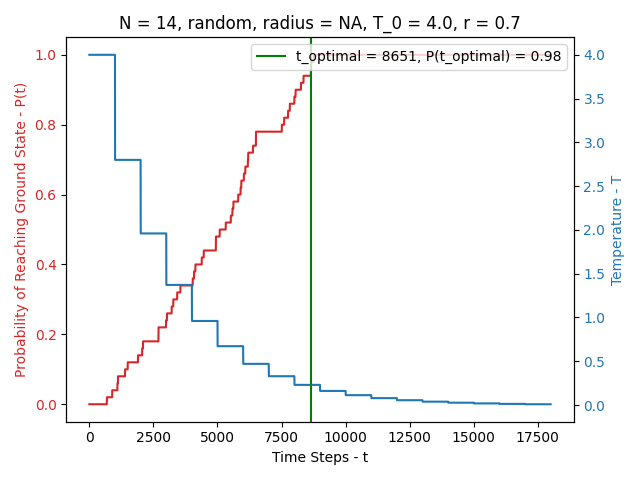 N = 14, random, radius = NA, T_0 = 4.0, r = 0.7
t_optimal = 8651, P(t_optimal) = 0.98
Probability of Reaching Ground State - P(t)
1.0
0.8
0.6
0.4
0.2
0.0
4.0
3.5
3.0
2.5
2.0
1.5
1.0
0.5
0.0
Temperature - T
0 2500 5000 7500 10000 12500 15000 17500
Time Steps - t